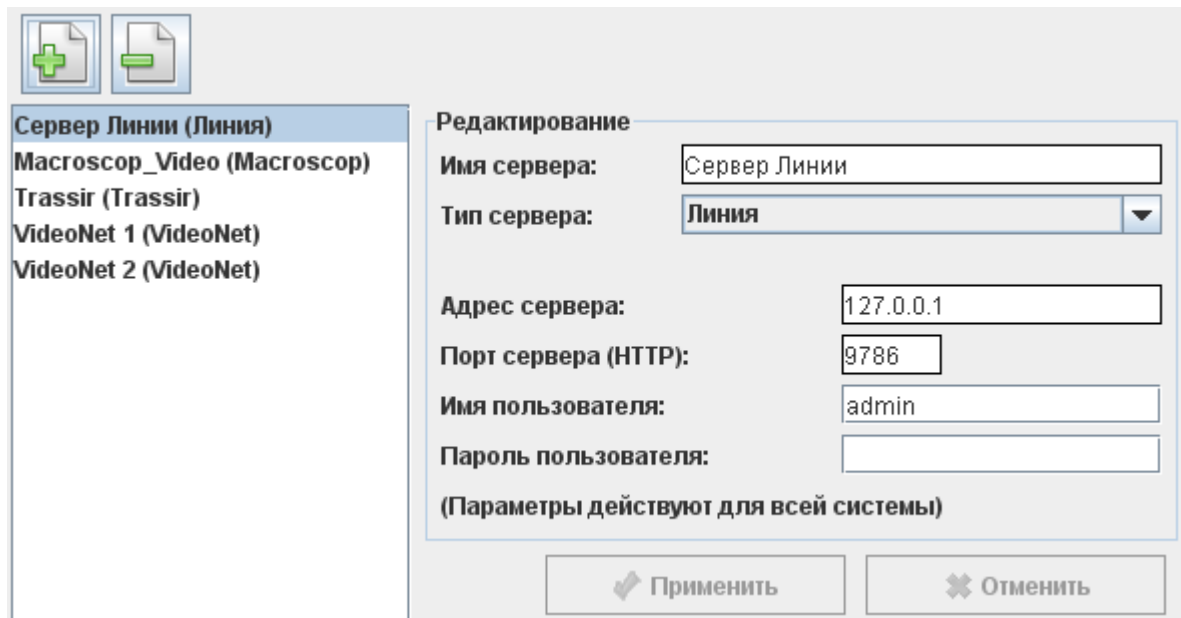 Сервер Линии (Линия)
Macroscop_Video (Macroscop)
Trassir (Trassir)
VideoNet 1 (VideoNet)
VideoNet 2 (VideoNet)
Редактирование
Имя сервера: Сервер Линии
Тип сервера: Линия
Адрес сервера: 127.0.0.1
Порт сервера (HTTP): 9786
Имя пользователя: admin
Пароль пользователя:
(Параметры действуют для всей системы)
Применить Отменить